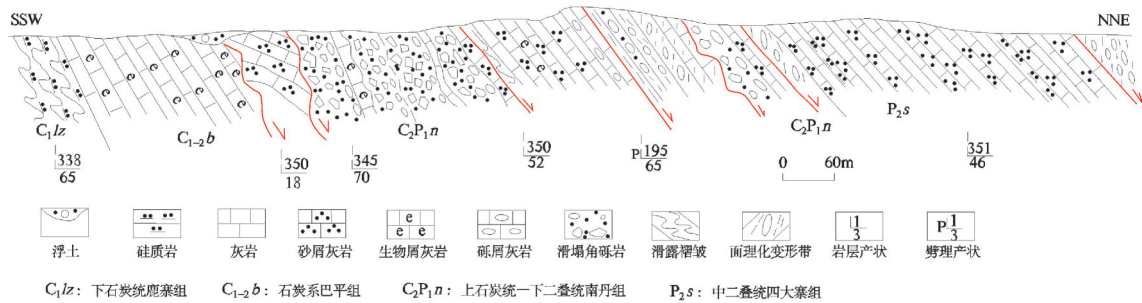 SSW NNE
C₁lz C₁₋₂b C₂P₁n C₂P₁n P₂s
338
65
350
18
345
70
350
52
P 195
65
0 60m
351
46
e e
e e
1
3
P 1
3
浮土 硅质岩 灰岩 砂屑灰岩 生物屑灰岩 砾屑灰岩 滑塌角砾岩 滑露褶皱 面理化变形带 岩层产状 劈理产状
C₁lz:下石炭统鹿寨组 C₁₋₂b:石炭系巴平组 C₂P₁n:上石炭统一下二叠统南丹组 P₂s:中二叠统四大寨组